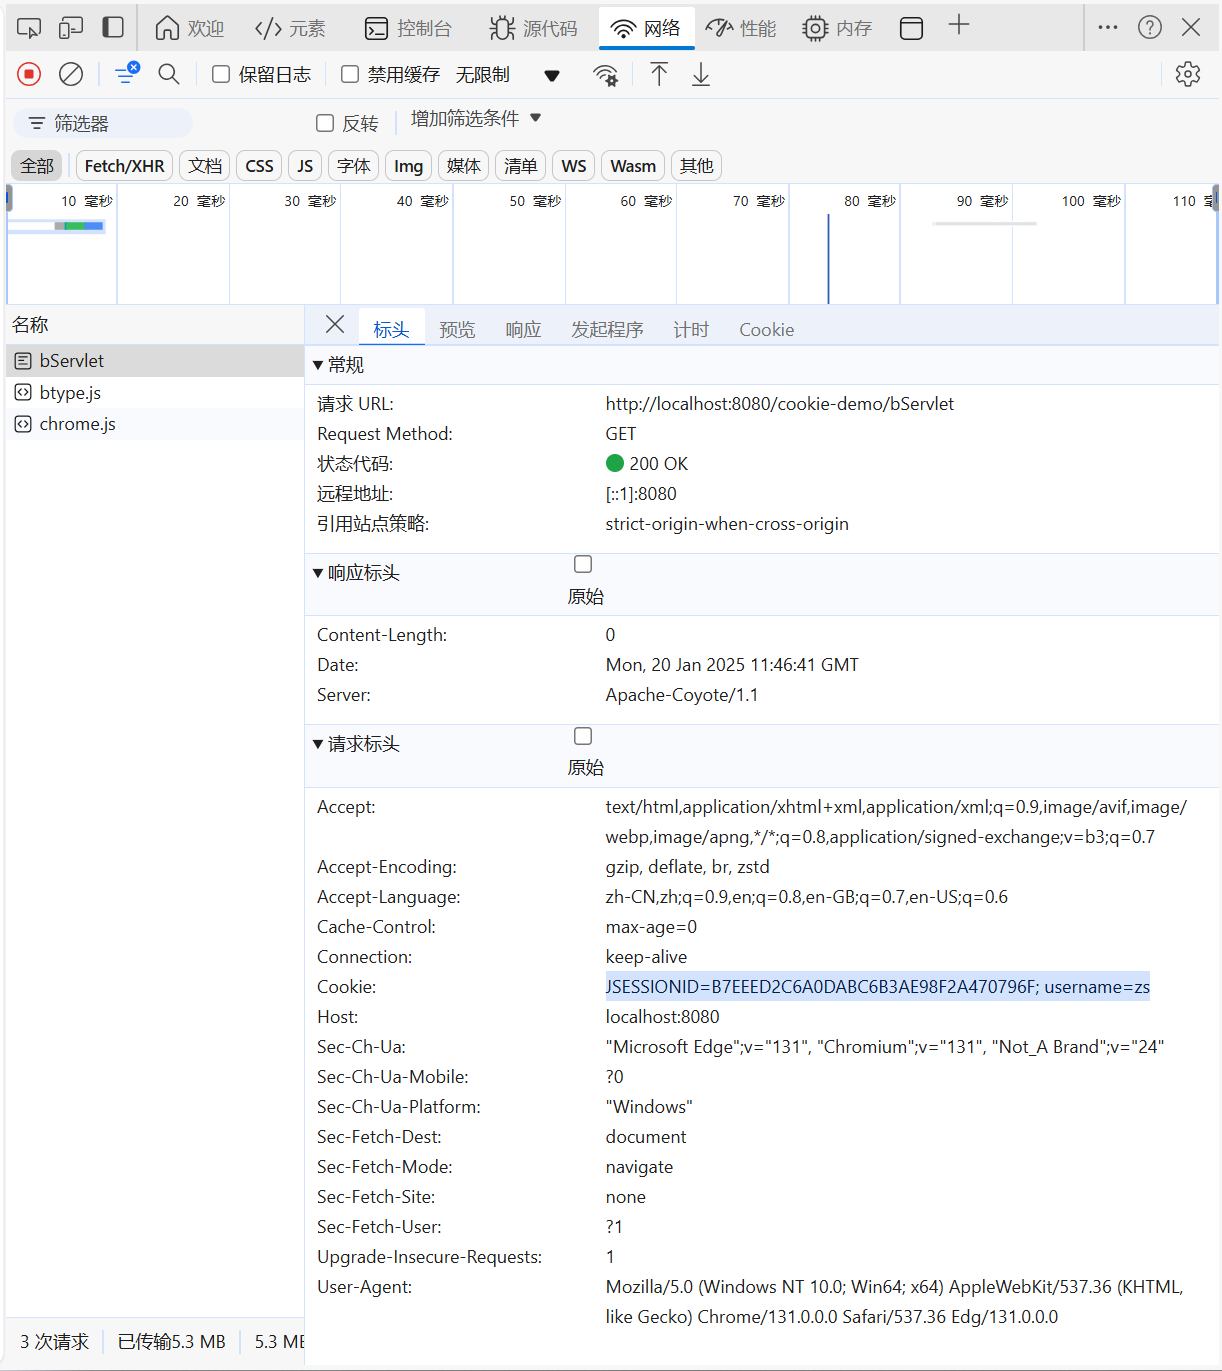 欢迎 </> 元素 控制台 源代码 网络 性能 内存
保留日志 禁用缓存 无限制
筛选器 反转 增加筛选条件
全部 Fetch/XHR 文档 CSS JS 字体 Img 媒体 清单 WS Wasm 其他
10 毫秒 20 毫秒 30 毫秒 40 毫秒 50 毫秒 60 毫秒 70 毫秒 80 毫秒 90 毫秒 100 毫秒 110
名称
标头 预览 响应 发起程序 计时 Cookie
bServlet
btype.js
chrome.js
常规
请求 URL: http://localhost:8080/cookie-demo/bServlet
Request Method: GET
状态代码: 200 OK
远程地址: [::1]:8080
引用站点策略: strict-origin-when-cross-origin
响应标头
原始
Content-Length: 0
Date: Mon, 20 Jan 2025 11:46:41 GMT
Server: Apache-Coyote/1.1
请求标头
原始
Accept: text/html,application/xhtml+xml,application/xml;q=0.9,image/avif,image/
webp,image/apng,*/*;q=0.8,application/signed-exchange;v=b3;q=0.7
Accept-Encoding: gzip, deflate, br, zstd
Accept-Language: zh-CN,zh;q=0.9,en;q=0.8,en-GB;q=0.7,en-US;q=0.6
Cache-Control: max-age=0
Connection: keep-alive
Cookie: JSESSIONID=B7EEED2C6A0DABC6B3AE98F2A470796F; username=zs
Host: localhost:8080
Sec-Ch-Ua: "Microsoft Edge";v="131", "Chromium";v="131", "Not_A Brand";v="24"
Sec-Ch-Ua-Mobile: ?0
Sec-Ch-Ua-Platform: "Windows"
Sec-Fetch-Dest: document
Sec-Fetch-Mode: navigate
Sec-Fetch-Site: none
Sec-Fetch-User: ?1
Upgrade-Insecure-Requests: 1
User-Agent: Mozilla/5.0 (Windows NT 10.0; Win64; x64) AppleWebKit/537.36 (KHTML,
like Gecko) Chrome/131.0.0.0 Safari/537.36 Edg/131.0.0.0
3 次请求 已传输5.3 MB 5.3 MB